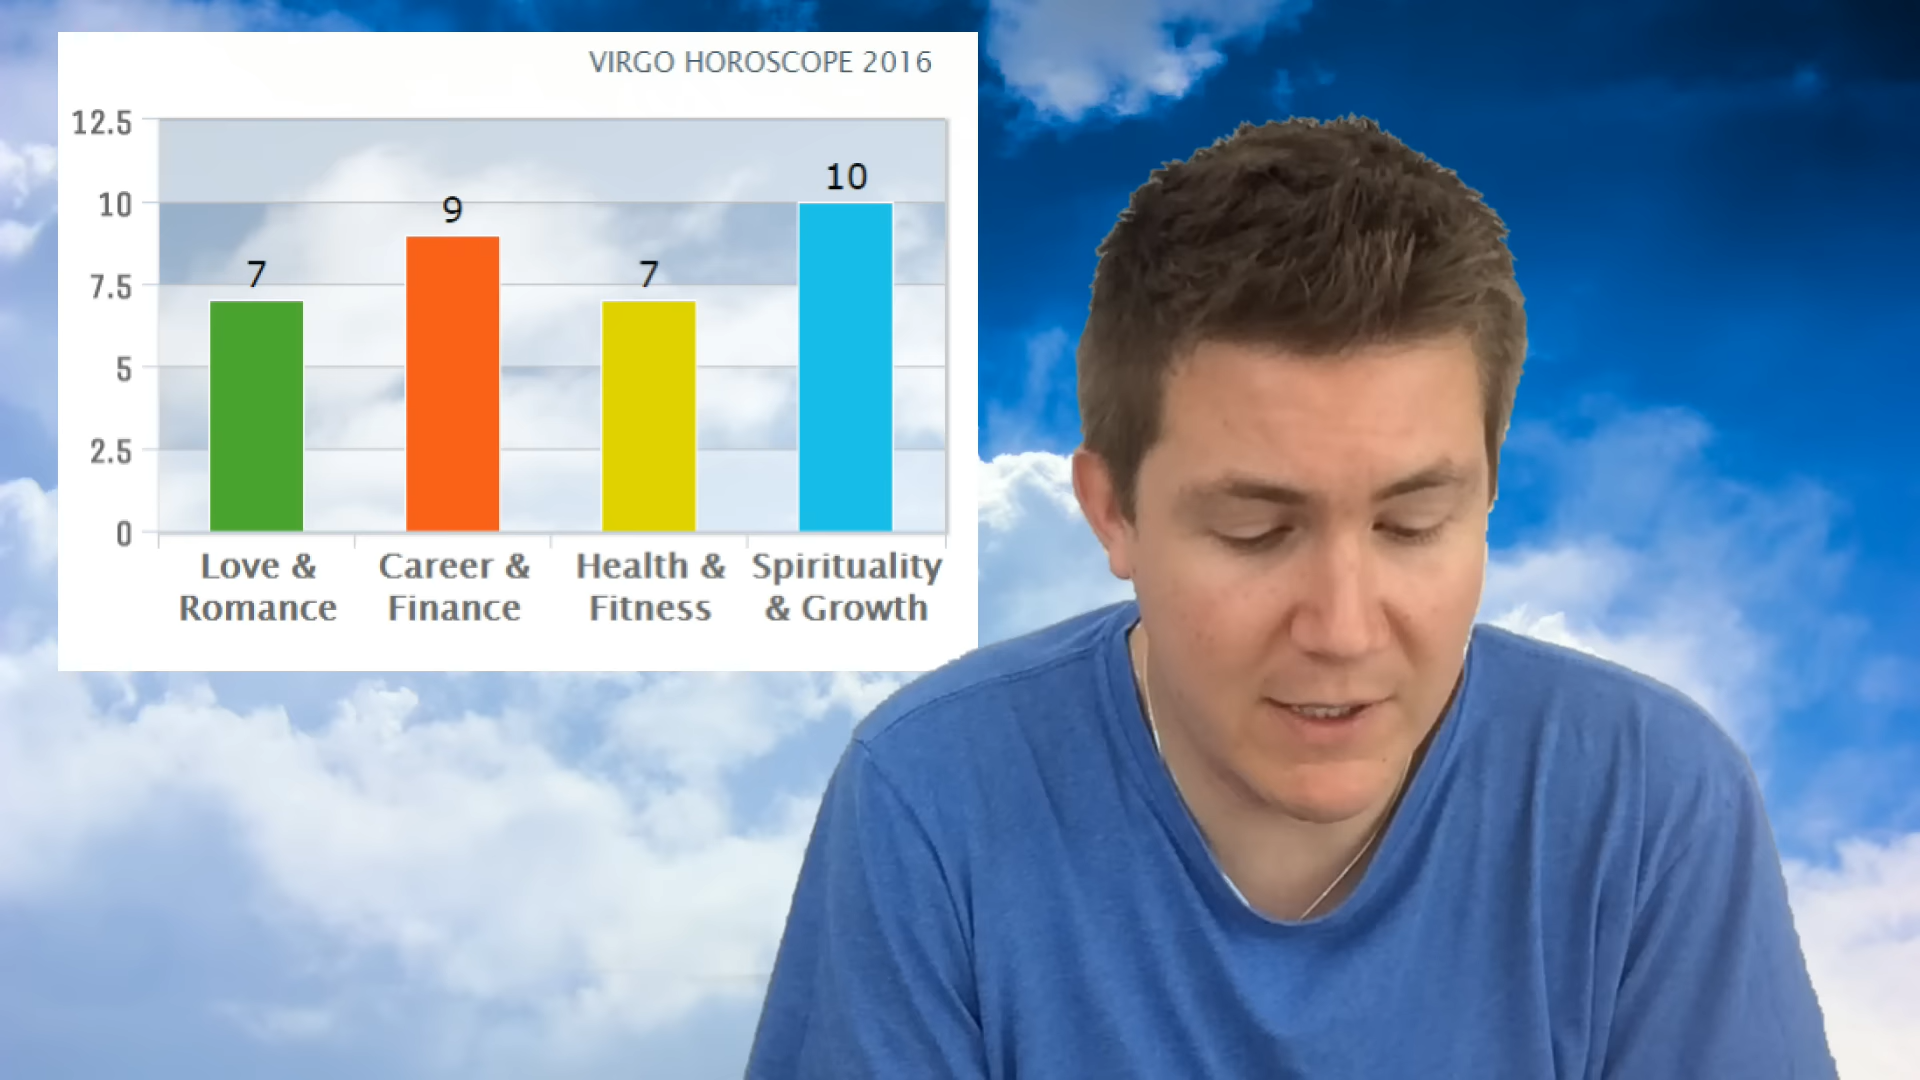 VIRGO HOROSCOPE 2016
12.5
10
7.5
5
2.5
0
7
9
7
10
Love &
Romance
Career &
Finance
Health &
Fitness
Spirituality
& Growth